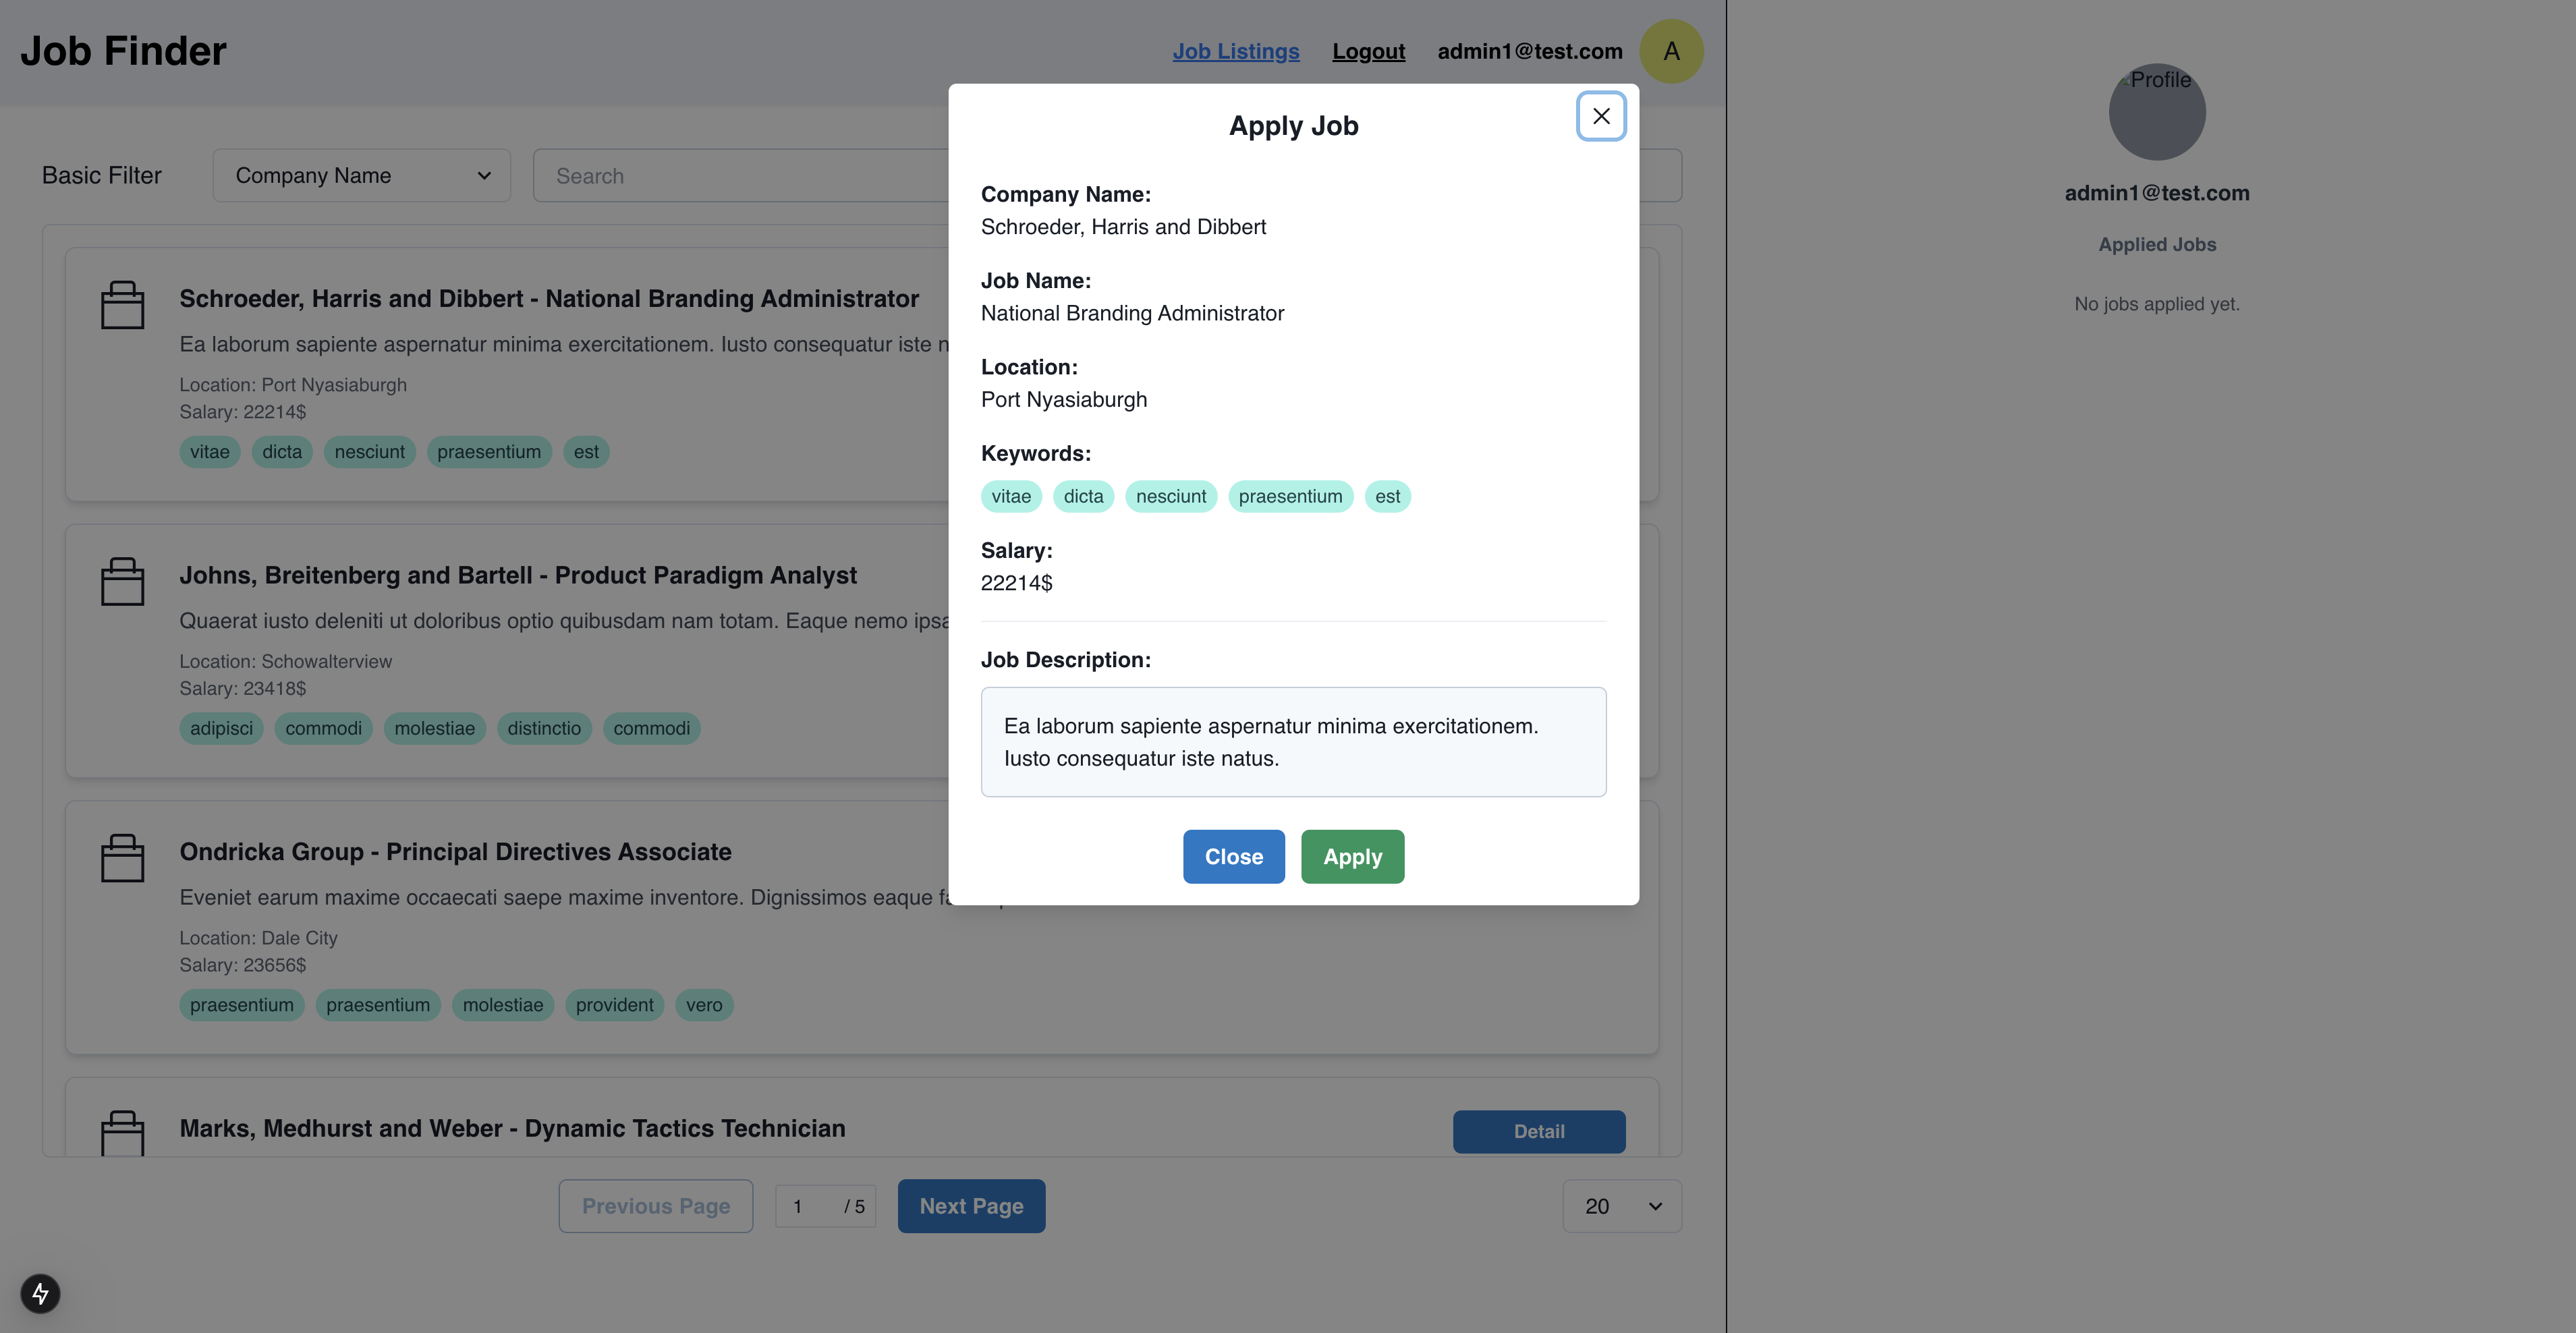 Job Finder
Job Listings
Logout
admin1@test.com
A
Basic Filter
Company Name
Search
Schroeder, Harris and Dibbert - National Branding Administrator
Ea laborum sapiente aspernatur minima exercitationem. Iusto consequatur iste n
Location: Port Nyasiaburgh
Salary: 22214$
vitae dicta nesciunt praesentium est
Johns, Breitenberg and Bartell - Product Paradigm Analyst
Quaerat iusto deleniti ut doloribus optio quibusdam nam totam. Eaque nemo ipsa
Location: Schowalterview
Salary: 23418$
adipisci commodi molestiae distinctio commodi
Ondricka Group - Principal Directives Associate
Eveniet earum maxime occaecati saepe maxime inventore. Dignissimos eaque
Location: Dale City
Salary: 23656$
praesentium praesentium molestiae provident vero
Marks, Medhurst and Weber - Dynamic Tactics Technician
Detail
Previous Page
1 / 5
Next Page
20
Apply Job
Company Name:
Schroeder, Harris and Dibbert
Job Name:
National Branding Administrator
Location:
Port Nyasiaburgh
Keywords:
vitae dicta nesciunt praesentium est
Salary:
22214$
Job Description:
Ea laborum sapiente aspernatur minima exercitationem.
Iusto consequatur iste natus.
Close
Apply
Profile
admin1@test.com
Applied Jobs
No jobs applied yet.